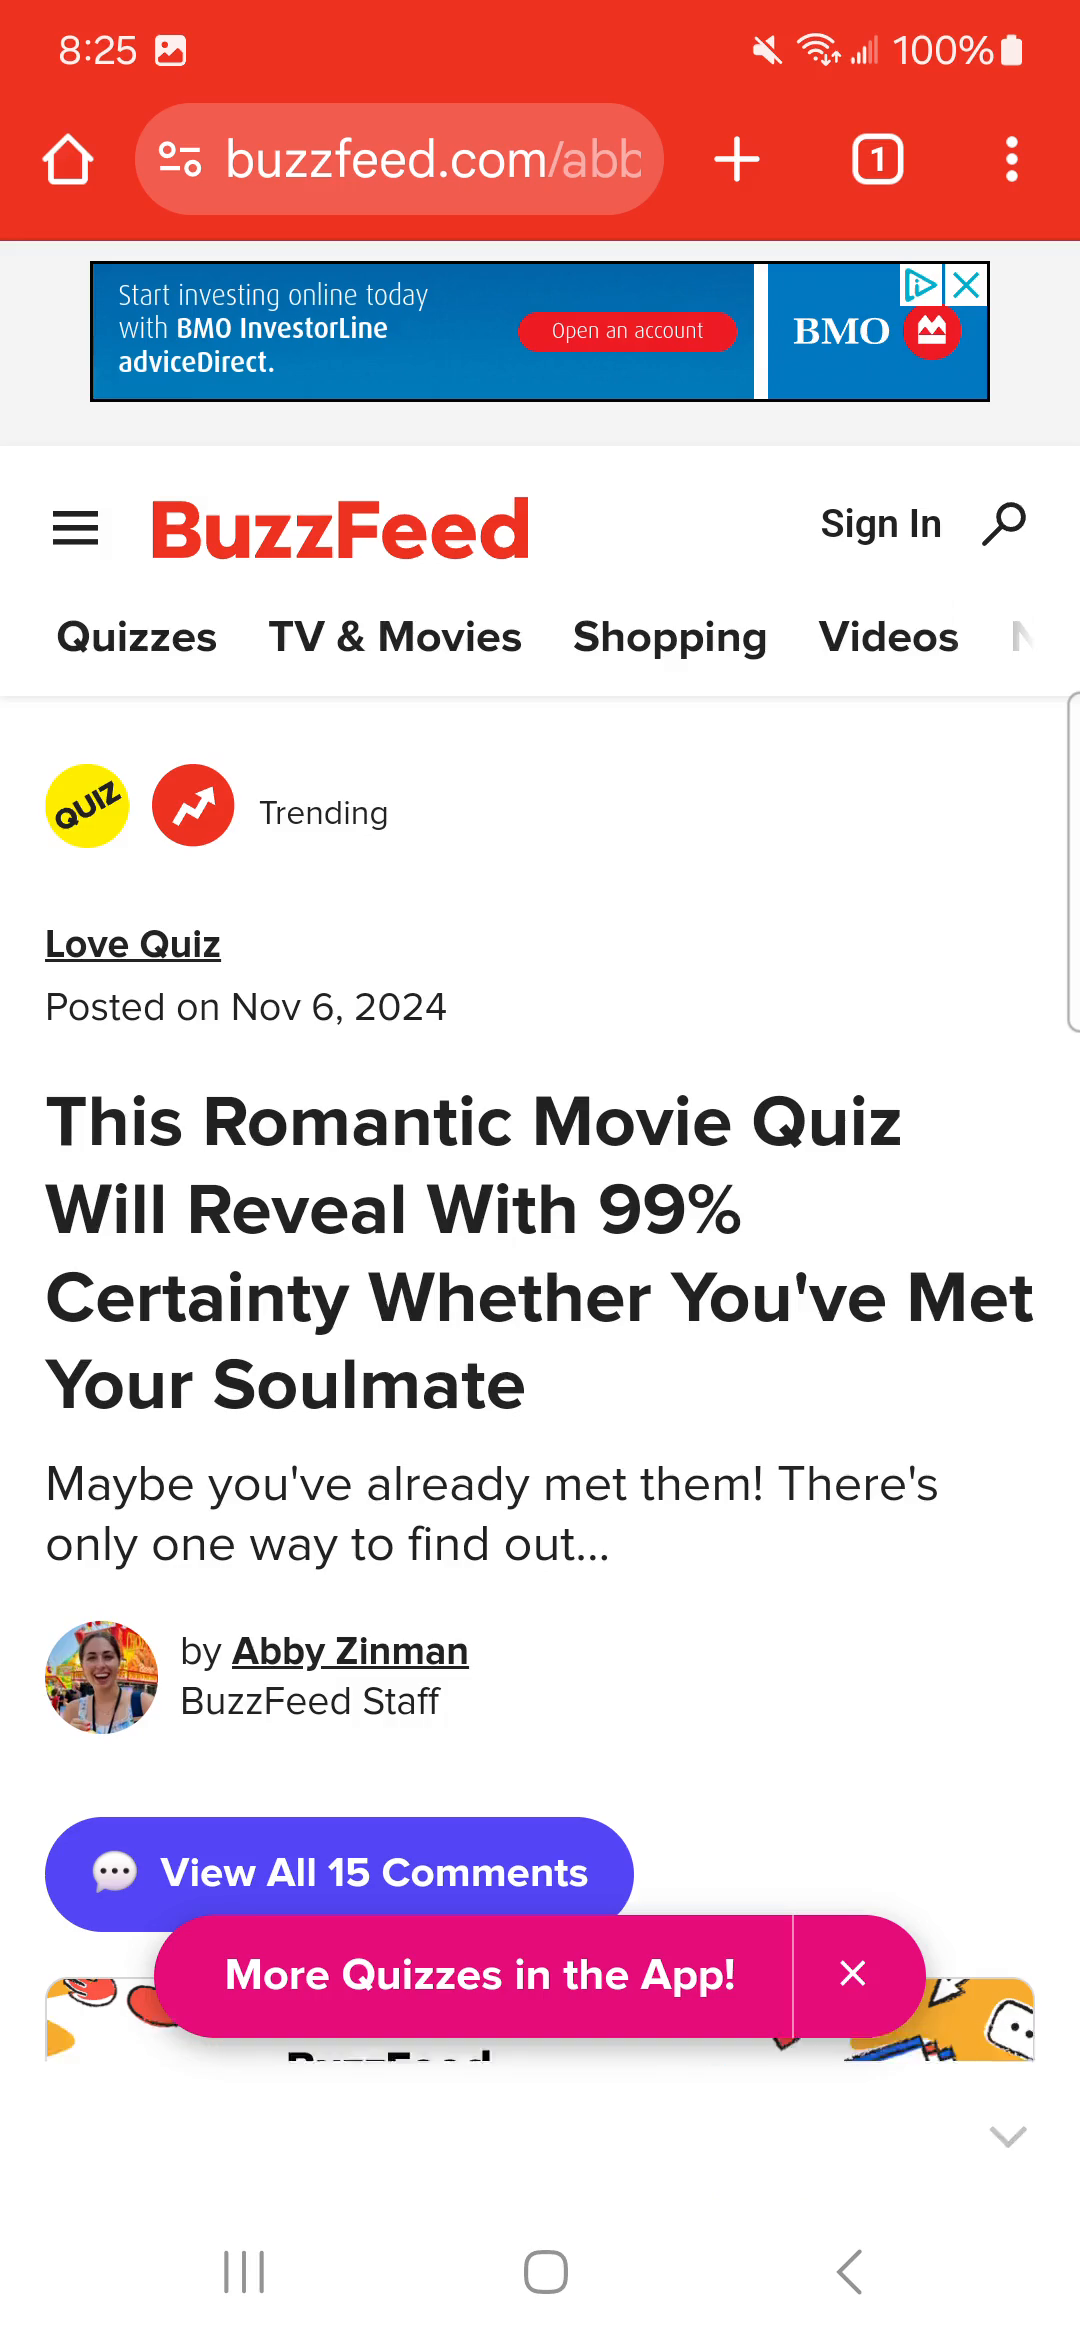 8:25
100%
buzzfeed.com/abb
1
Start investing online today
with BMO InvestorLine
adviceDirect.
Open an account
BMO
BuzzFeed
Sign In
Quizzes TV & Movies Shopping Videos
QUIZ
Trending
Love Quiz
Posted on Nov 6, 2024
This Romantic Movie Quiz
Will Reveal With 99%
Certainty Whether You've Met
Your Soulmate
Maybe you've already met them! There's
only one way to find out...
by Abby Zinman
BuzzFeed Staff
View All 15 Comments
More Quizzes in the App!
BuzzFeed